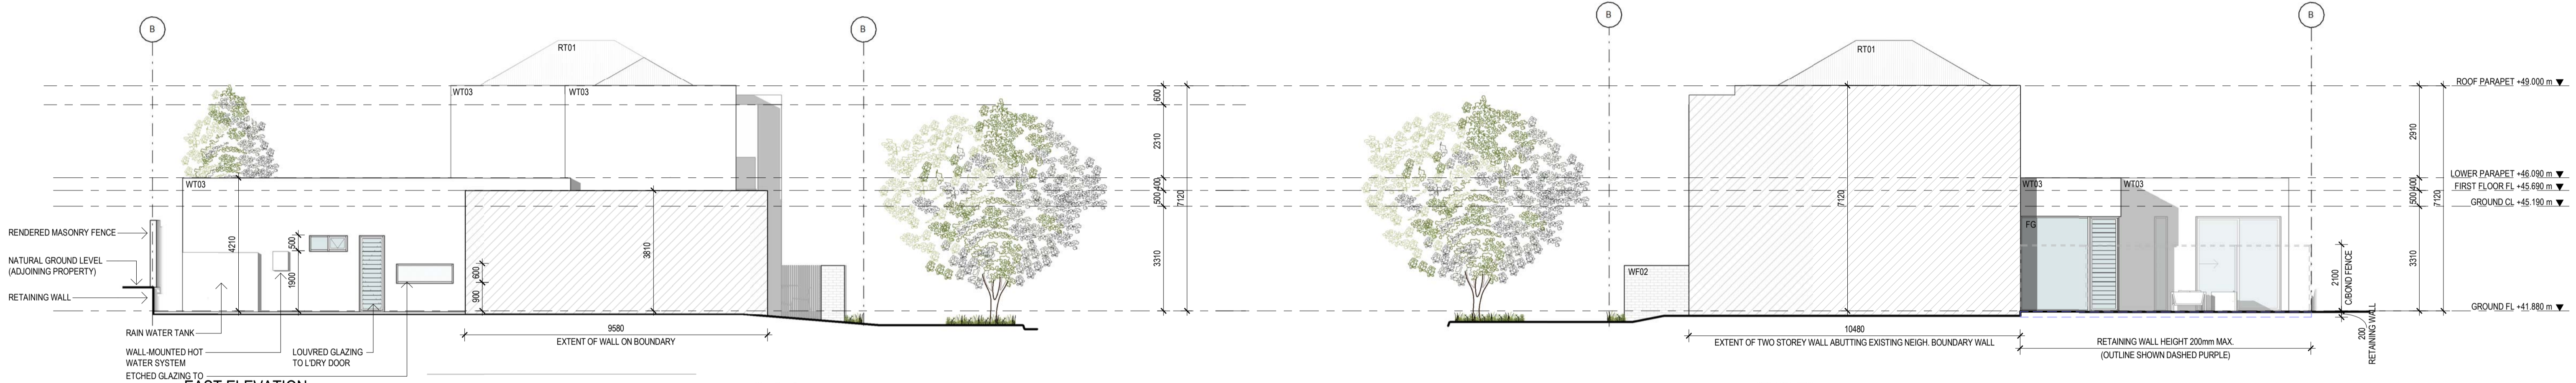 B
B
B
B
RT01
RT01
WT03
WT03
WT03
600
2310
400
500
7120
3310
7120
ROOF PARAPET +49.000 m
LOWER PARAPET +46.090 m
FIRST FLOOR FL +45.690 m
GROUND CL +45.190 m
GROUND FL +41.880 m
2910
400
500
7120
3310
WT03
WT03
FG
WF02
2100
C/BOND FENCE
200
RETAINING WALL
RENDERED MASONRY FENCE
NATURAL GROUND LEVEL
(ADJOINING PROPERTY)
RETAINING WALL
4210
500
1900
600
900
3810
RAIN WATER TANK
WALL-MOUNTED HOT
WATER SYSTEM
LOUVRED GLAZING
TO L'DRY DOOR
ETCHED GLAZING TO
9580
EXTENT OF WALL ON BOUNDARY
10480
EXTENT OF TWO STOREY WALL ABUTTING EXISTING NEIGH. BOUNDARY WALL
RETAINING WALL HEIGHT 200mm MAX.
(OUTLINE SHOWN DASHED PURPLE)
EAST ELEVATION